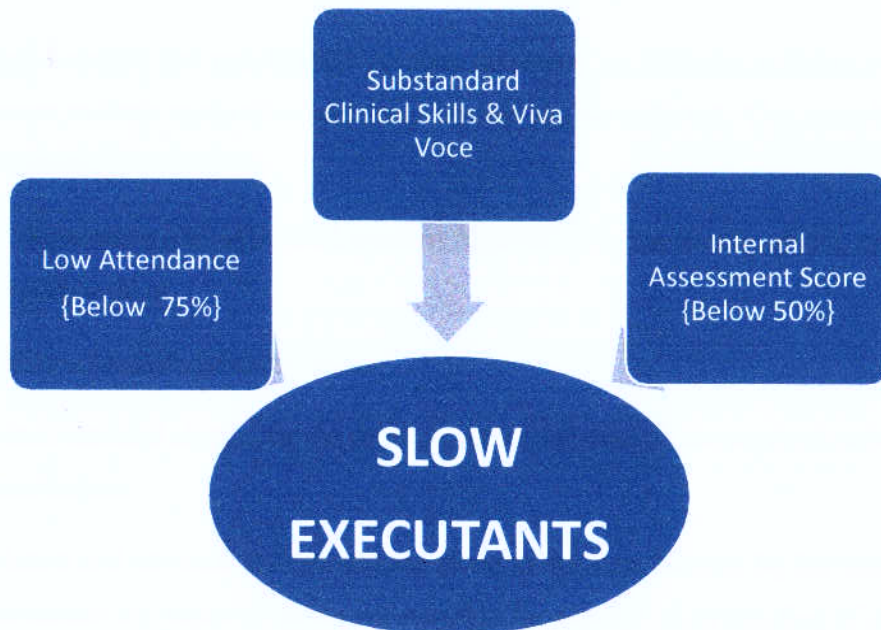 Substandard
Clinical Skills & Viva
Voce
Low Attendance
{Below 75%}
Internal
Assessment Score
{Below 50%}
SLOW
EXECUTANTS